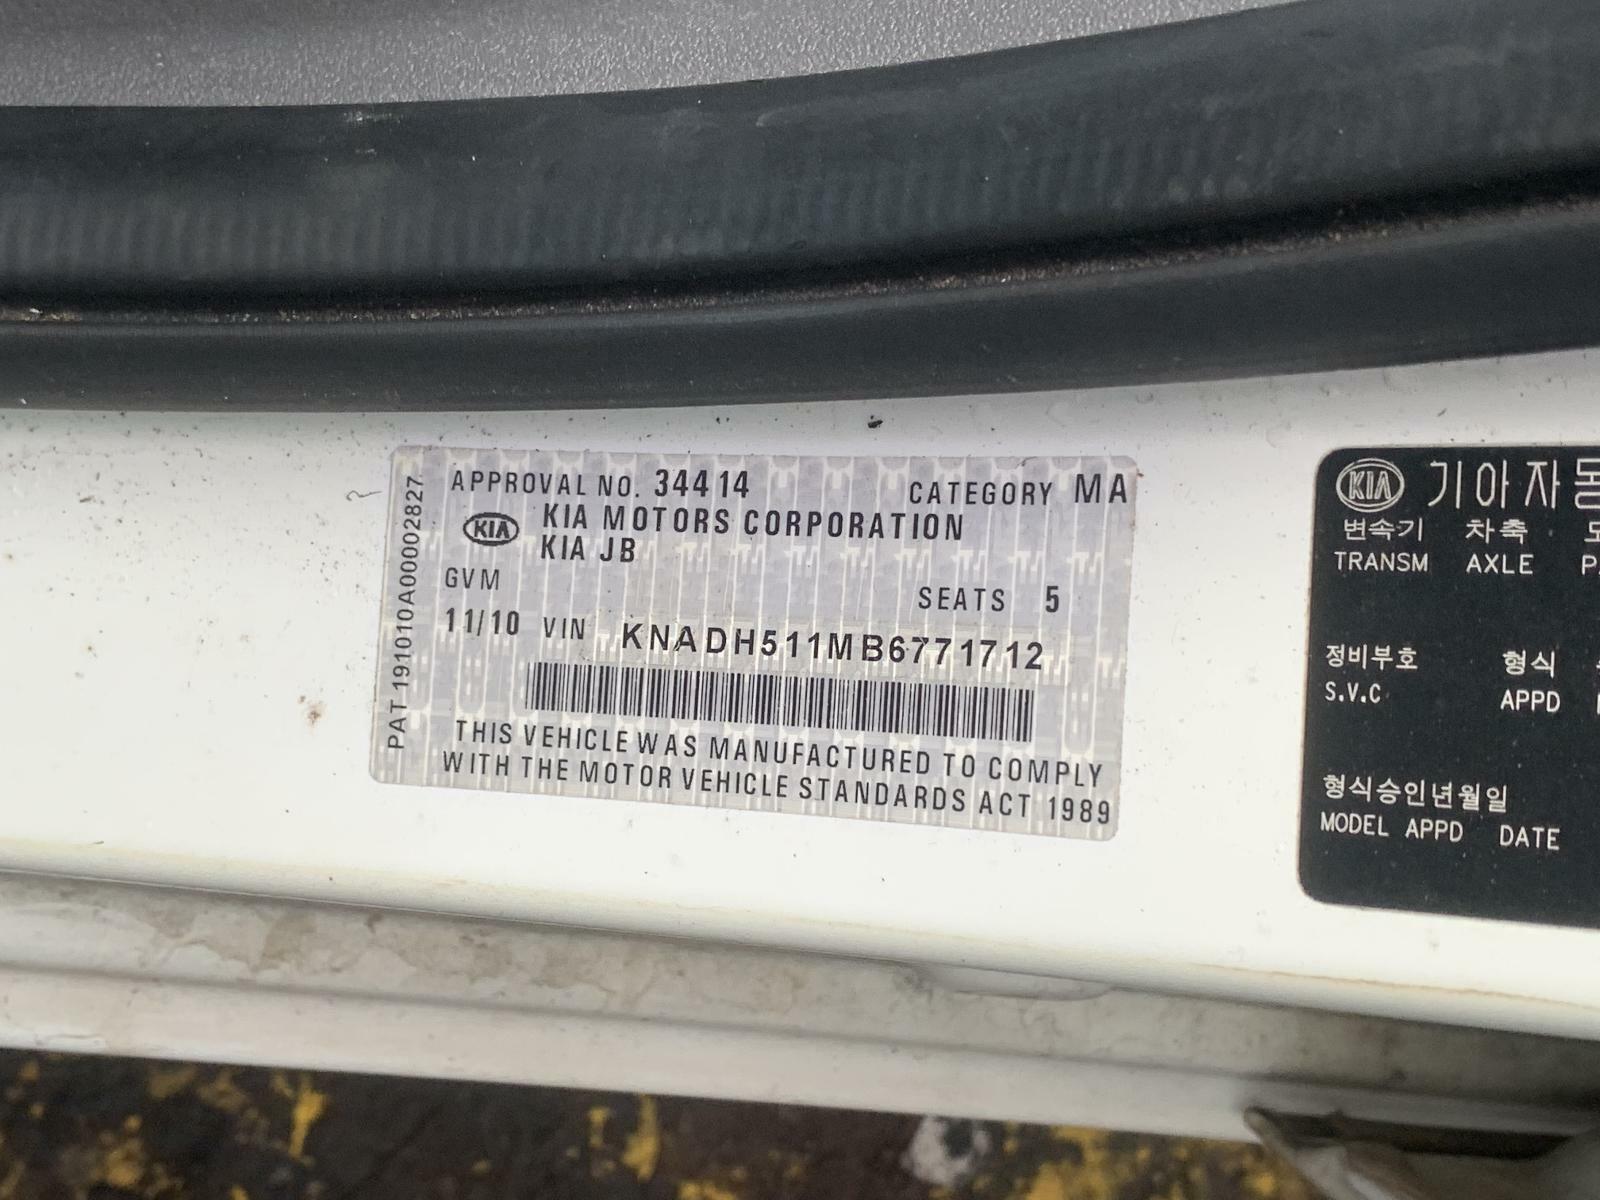 APPROVAL NO. 34414 CATEGORY MA
KIA KIA MOTORS CORPORATION
KIA JB
GVM SEATS 5
11/10 VIN KNADH511MB6771712
THIS VEHICLE WAS MANUFACTURED TO COMPLY
WITH THE MOTOR VEHICLE STANDARDS ACT 1989
PAT 191010A00002827
KIA 기아자동
변속기 차축
TRANSM AXLE
정비부호 형식
S.V.C APPD
형식승인년월일
MODEL APPD DATE